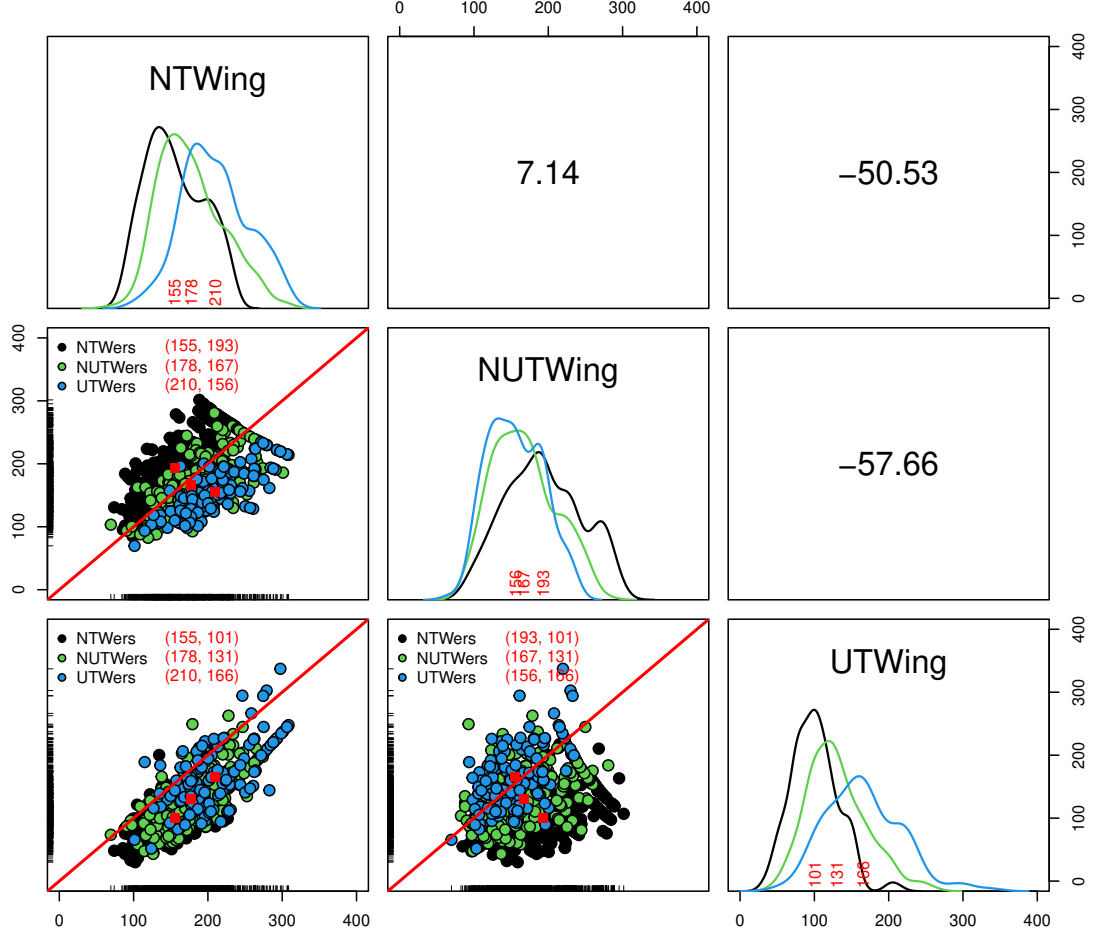 0 100 200 300 400
NTWing
155 178 210
7.14
−50.53
0 100 200 300 400
NTWers (155, 193)
NUTWers (178, 167)
UTWers (210, 156)
0 100 200 300 400
NUTWing
156 167 193
−57.66
NTWers (155, 101)
NUTWers (178, 131)
UTWers (210, 166)
0 100 200 300 400
NTWers (193, 101)
NUTWers (167, 131)
UTWers (156, 166)
UTWing
101 131 166
0 100 200 300 400
0 100 200 300 400